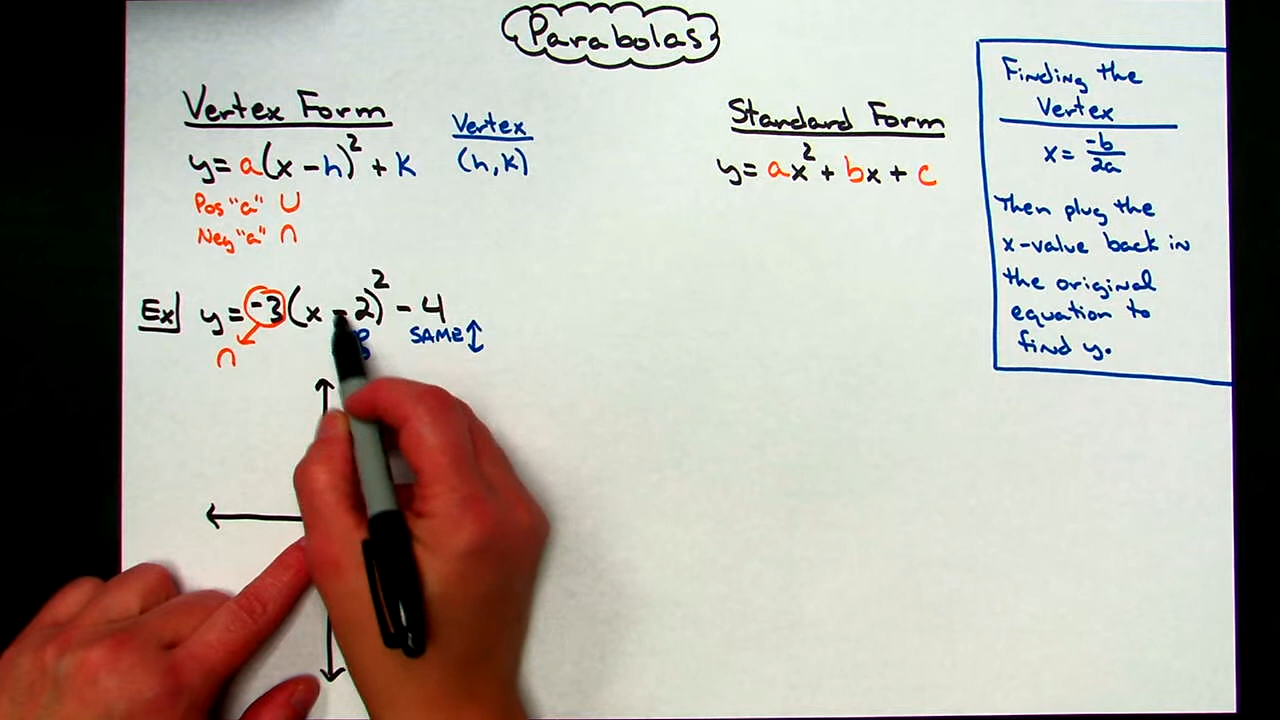 Parabolas
Vertex Form
y = a(x - h)² + k
Pos "a" ∪
Neg "a" ∩
Vertex
(h, k)
Ex) y = -3(x - 2)² - 4
∩
SAME ↕
Standard Form
y = ax² + bx + c
Finding the
Vertex
x = -b/2a
Then plug the
x-value back in
the original
equation to
find y.